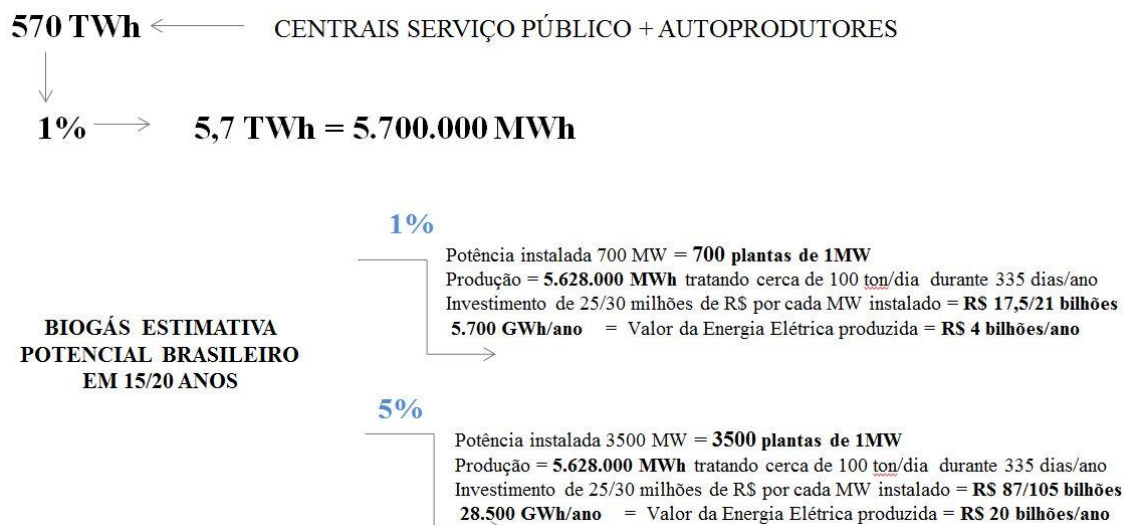 570 TWh CENTRAIS SERVIÇO PÚBLICO + AUTOPRODUTORES
1% 5,7 TWh = 5.700.000 MWh
1%
Potência instalada 700 MW = 700 plantas de 1MW
Produção = 5.628.000 MWh tratando cerca de 100 ton/dia durante 335 dias/ano
Investimento de 25/30 milhões de R$ por cada MW instalado = R$ 17,5/21 bilhões
5.700 GWh/ano = Valor da Energia Elétrica produzida = R$ 4 bilhões/ano
BIOGÁS ESTIMATIVA
POTENCIAL BRASILEIRO
EM 15/20 ANOS
5%
Potência instalada 3500 MW = 3500 plantas de 1MW
Produção = 5.628.000 MWh tratando cerca de 100 ton/dia durante 335 dias/ano
Investimento de 25/30 milhões de R$ por cada MW instalado = R$ 87/105 bilhões
28.500 GWh/ano = Valor da Energia Elétrica produzida = R$ 20 bilhões/ano